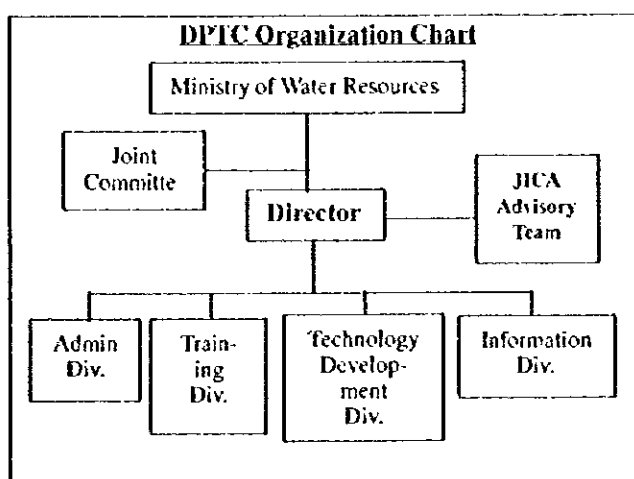 DPTC Organization Chart
Ministry of Water Resources
Joint
Committe
Director
JICA
Advisory
Team
Admin
Div.
Train-
ing
Div.
Technology
Develop-
ment
Div.
Information
Div.